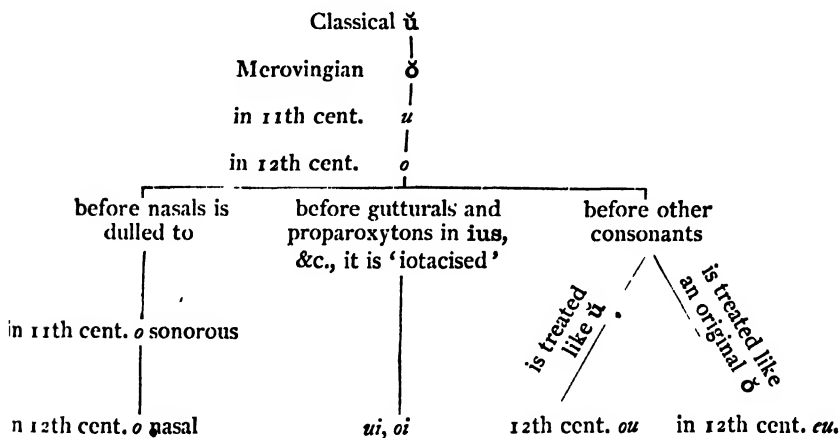 Classical ŭ
Merovingian ŏ
in 11th cent. u
in 12th cent. o
before nasals is
dulled to
before gutturals and
proparoxytons in ius,
&c., it is ‘iotacised’
before other
consonants
is treated
like ŭ
is treated like
an original ŏ
in 11th cent. o sonorous
n 12th cent. o nasal
ui, oi
12th cent. ou
in 12th cent. eu.